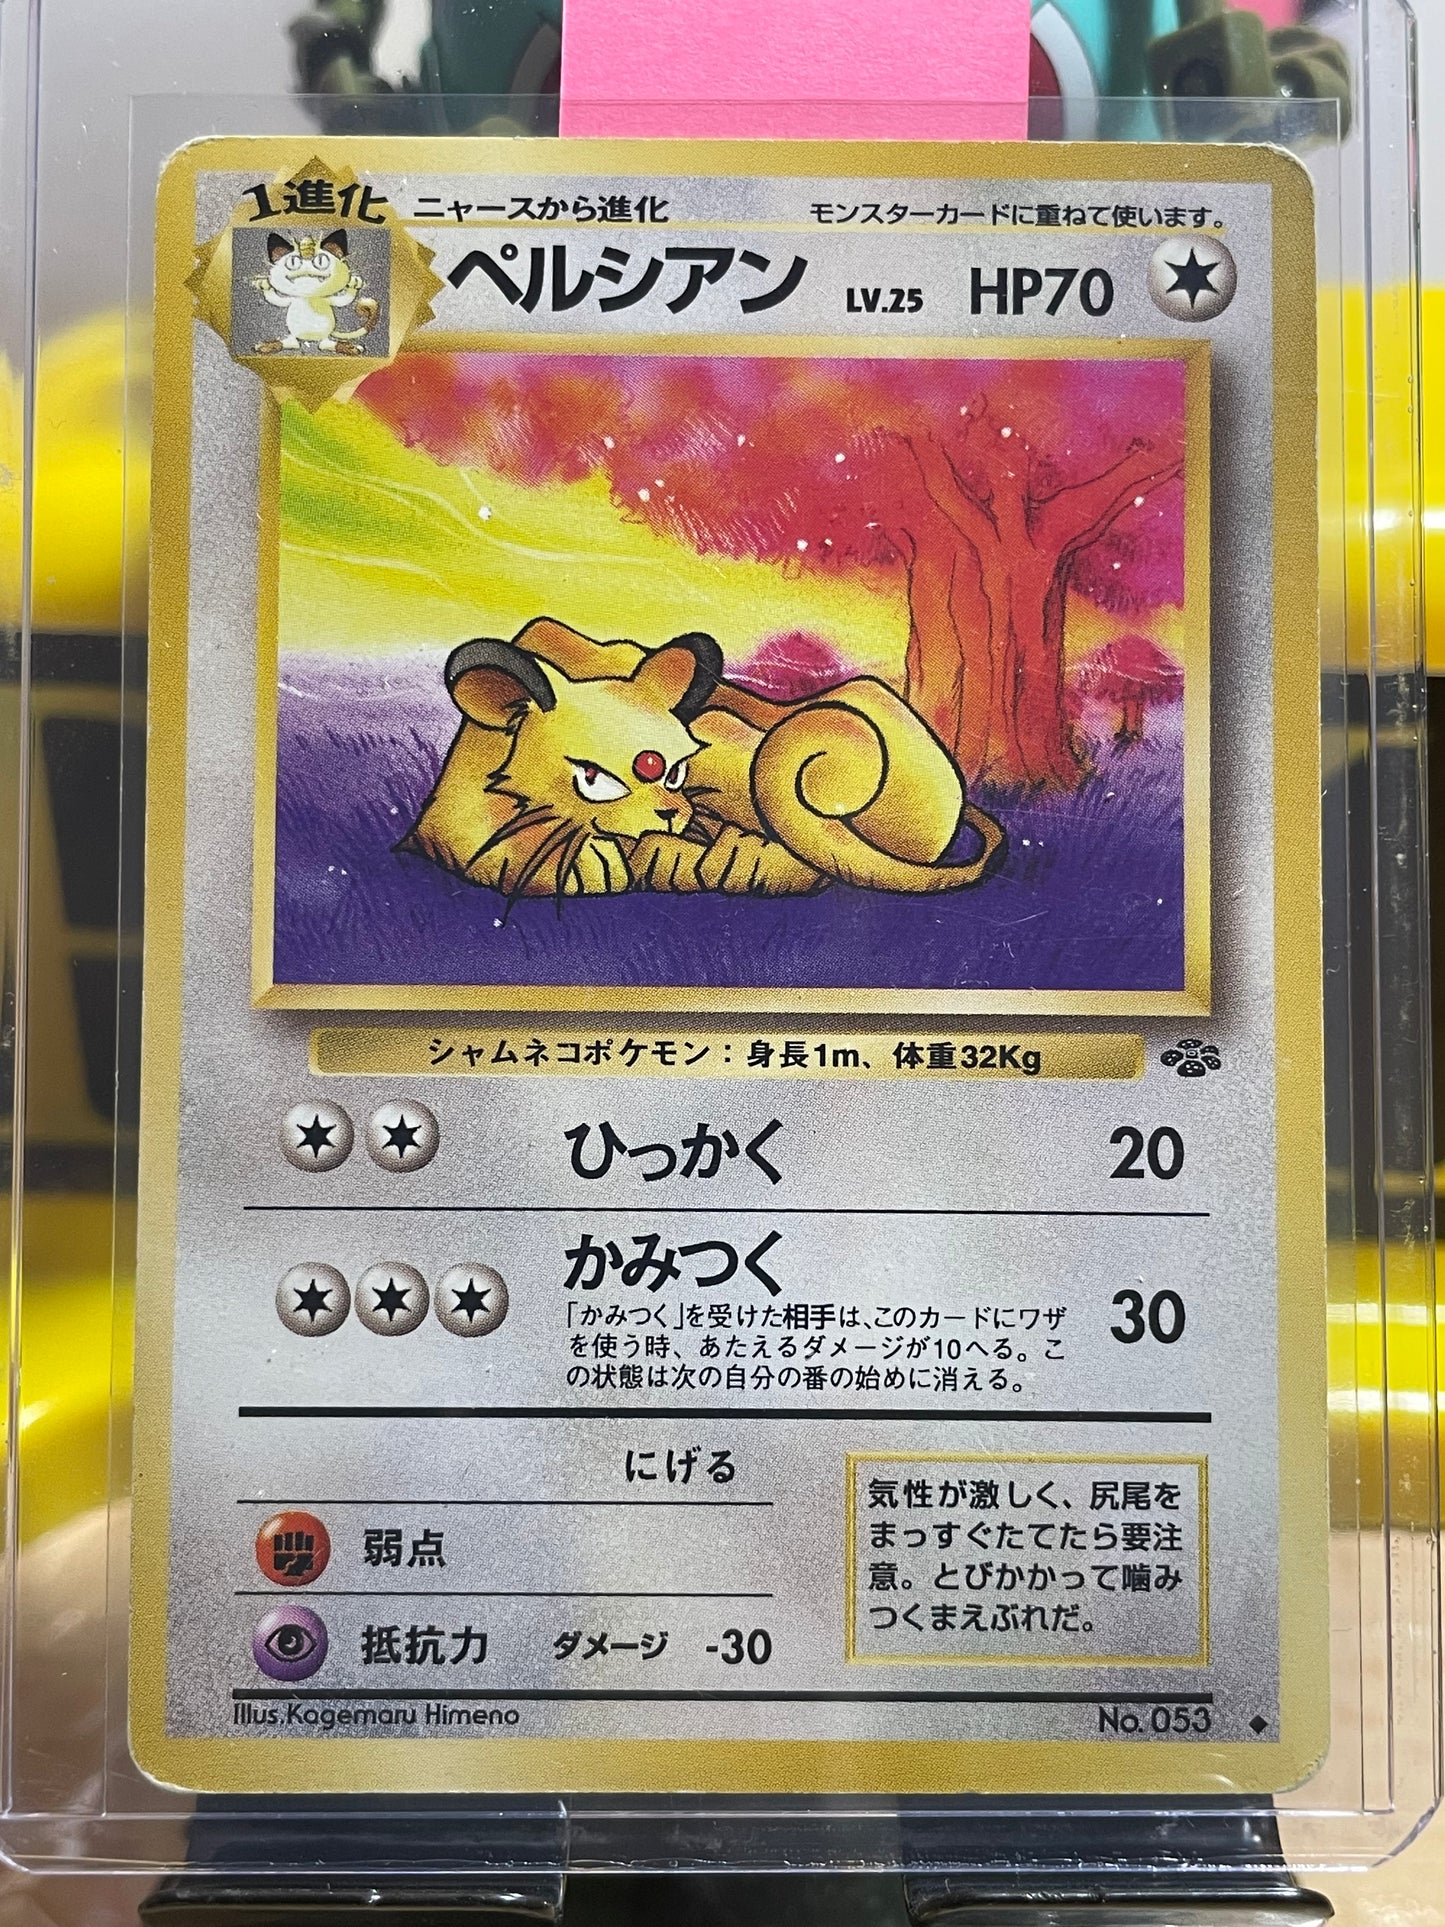 1進化
ニャースから進化
モンスターカードに重ねて使います。
ペルシアン LV.25 HP70
シャムネコポケモン：身長1m、体重32Kg
ひっかく 20
かみつく 30
「かみつく」を受けた相手は、このカードにワザ
を使う時、あたえるダメージが10へる。こ
の状態は次の自分の番の始めに消える。
にげる
弱点
抵抗力 ダメージ -30
気性が激しく、尻尾を
まっすぐたてたら要注
意。とびかかって噛み
つくまえぶれだ。
Illus.Kagemaru Himeno
No. 053